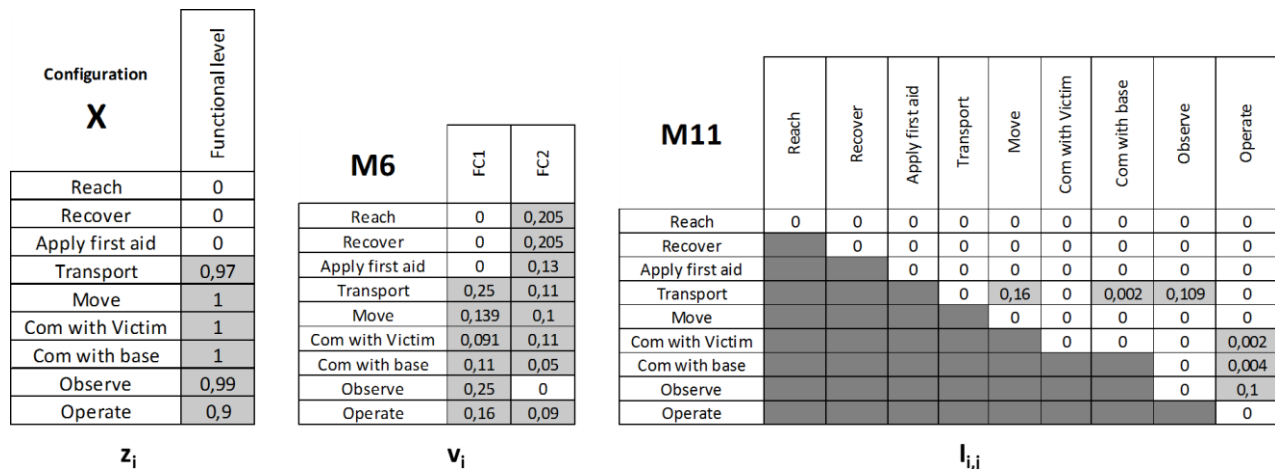 Configuration
X
Functional level
Reach 0
Recover 0
Apply first aid 0
Transport 0,97
Move 1
Com with Victim 1
Com with base 1
Observe 0,99
Operate 0,9
z_i
M6 FC1 FC2
Reach 0 0,205
Recover 0 0,205
Apply first aid 0 0,13
Transport 0,25 0,11
Move 0,139 0,1
Com with Victim 0,091 0,11
Com with base 0,11 0,05
Observe 0,25 0
Operate 0,16 0,09
v_i
M11 Reach Recover Apply first aid Transport Move Com with Victim Com with base Observe Operate
Reach 0 0 0 0 0 0 0 0 0
Recover 0 0 0 0 0 0 0 0
Apply first aid 0 0 0 0 0 0 0
Transport 0 0,16 0 0,002 0,109 0
Move 0 0 0 0 0
Com with Victim 0 0 0 0,002
Com with base 0 0,004
Observe 0 0,1
Operate 0
l_i,j